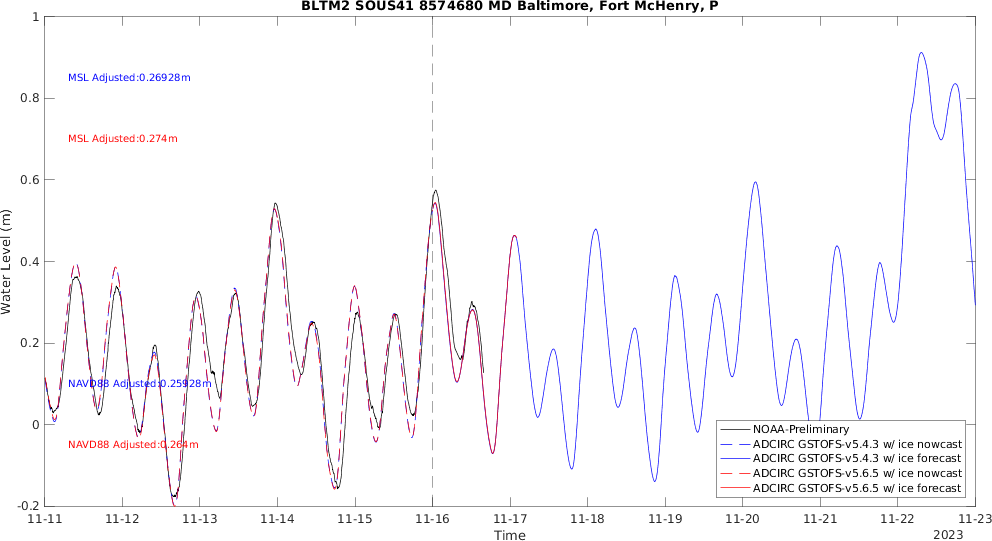 BLTM2 SOUS41 8574680 MD Baltimore, Fort McHenry, P
1
0.8
0.6
0.4
0.2
0
-0.2
Water Level (m)
MSL Adjusted:0.26928m
MSL Adjusted:0.274m
NAVD88 Adjusted:0.25928m
NAVD88 Adjusted:0.264m
NOAA-Preliminary
ADCIRC GSTOFS-v5.4.3 w/ ice nowcast
ADCIRC GSTOFS-v5.4.3 w/ ice forecast
ADCIRC GSTOFS-v5.6.5 w/ ice nowcast
ADCIRC GSTOFS-v5.6.5 w/ ice forecast
11-11 11-12 11-13 11-14 11-15 11-16 11-17 11-18 11-19 11-20 11-21 11-22 11-23
Time
2023